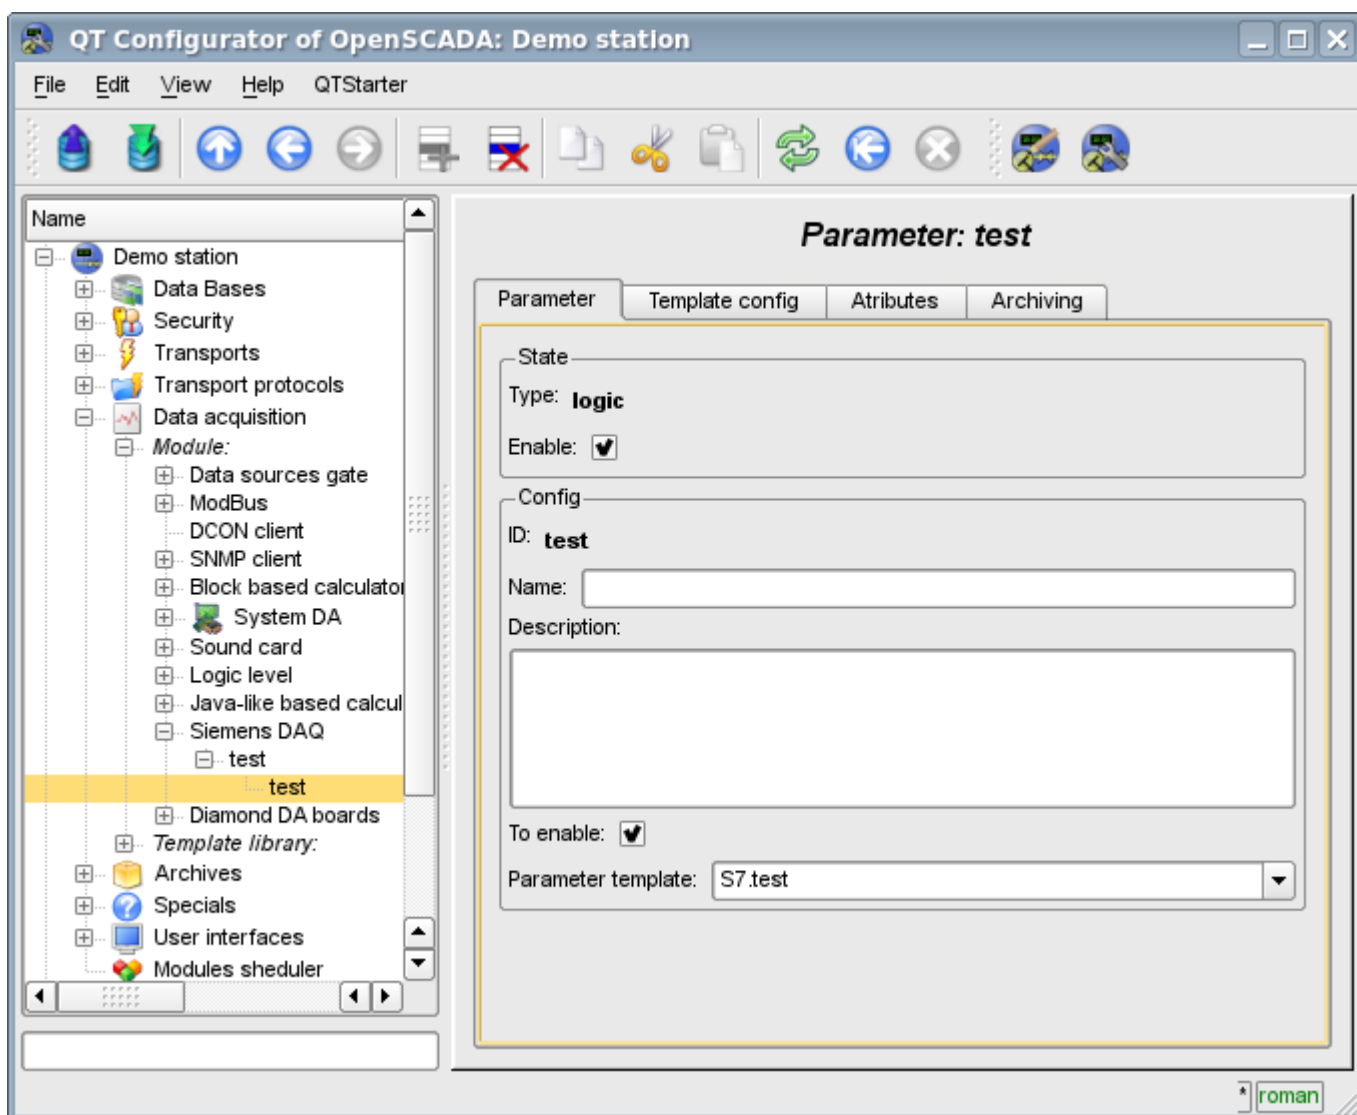 QT Configurator of OpenSCADA: Demo station
File Edit View Help QTStarter
Name
Demo station
Data Bases
Security
Transports
Transport protocols
Data acquisition
Module:
Data sources gate
ModBus
DCON client
SNMP client
Block based calculator
System DA
Sound card
Logic level
Java-like based calcul
Siemens DAQ
test
test
Diamond DA boards
Template library:
Archives
Specials
User interfaces
Modules sheduler
Parameter: test
Parameter Template config Atributes Archiving
State
Type: logic
Enable:
Config
ID: test
Name:
Description:
To enable:
Parameter template: S7.test
* roman